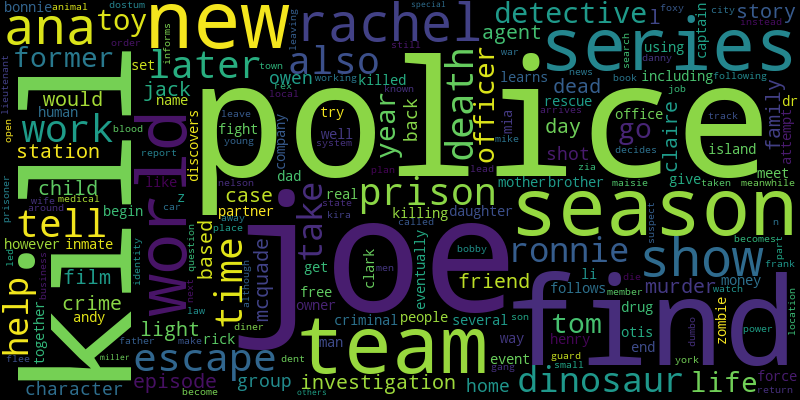 bonnie animal dostum special
ana toy new rachel detective l foxy city instead
agent captain story
lieutenant former order informs later also leaving still using war danny search book news following
jack set town owen working killed learns including dr
would name rex local known try
human
work kill police series
open blood discovers fight company well system year back death officer mia rescue dead office job track
station world young mike arrives day go claire family island attempt
report lead decides
child like Z dad plan shot zia maisie give taken meanwhile meet
prisoner wife medical car nelson real mother brother
around begin case prison season
tell partner state killing daughter
however inmate based away kira called ronnie suspect becomes n
place take time mcquade joe find show
led help film identity question although get clark men eventually bobby friend li follows murder money frank part
crime next free owner drug member watch die
together andy business law diner criminal people several tom zombie dumbo power location
light rick team son way otis
flee father make man event henry end york force
miller escape dent gang guard small
character episode group investigation home dinosaur life return
become others